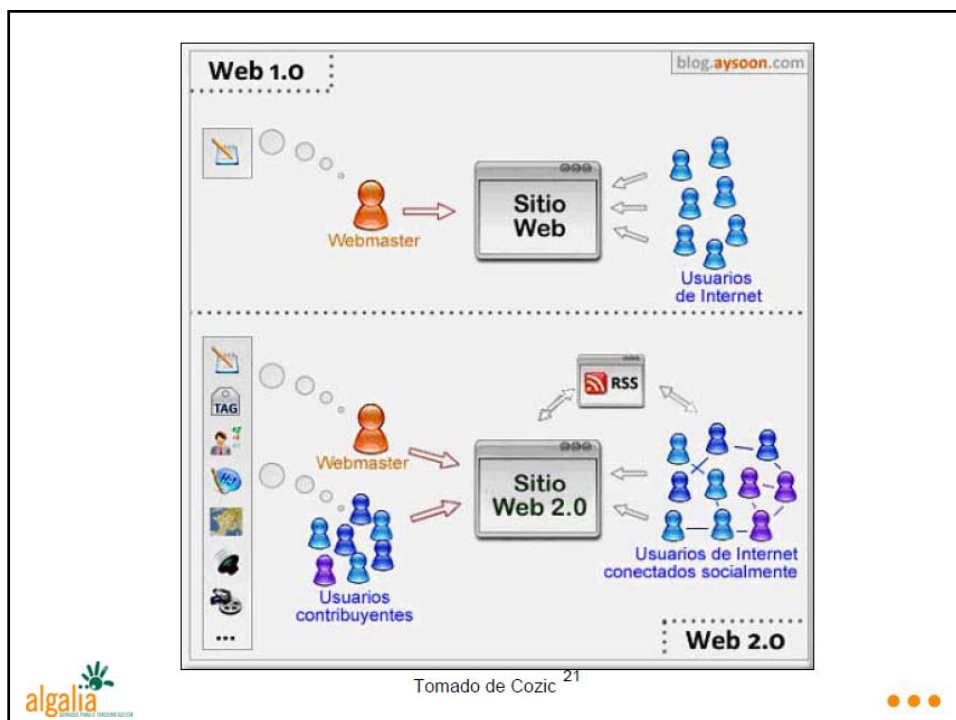 Web 1.0
blog.aysoon.com
Sitio
Web
Webmaster
Usuarios
de Internet
RSS
TAG
Webmaster
Sitio
Web 2.0
Usuarios de Internet
conectados socialmente
Usuarios
contribuyentes
...
Web 2.0
Tomado de Cozic 21
algalia